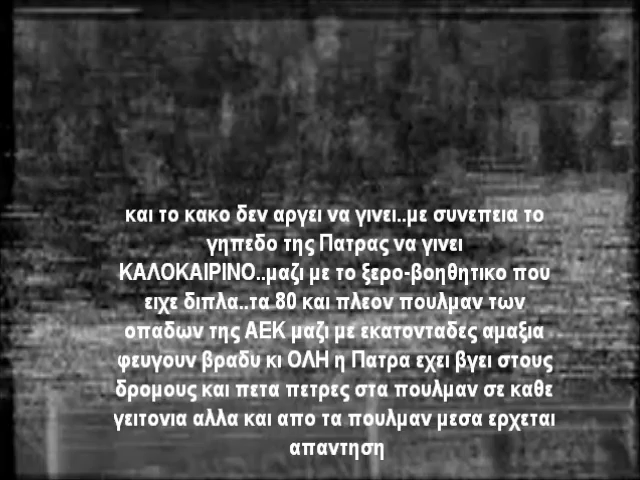 και το κακο δεν αργει να γινει..με συνεπεια το
γηπεδο της Πατρας να γινει
ΚΑΛΟΚΑΙΡΙΝΟ..μαζι με το ξερο-βοηθητικο που
ειχε διπλα..τα 80 και πλεον πουλμαν των
οπαδων της ΑΕΚ μαζι με εκατονταδες αμαξια
φευγουν βραδυ κι ΟΛΗ η Πατρα εχει βγει στους
δρομους και πετα πετρες στα πουλμαν σε καθε
γειτονια αλλα και απο τα πουλμαν μεσα ερχεται
απαντηση